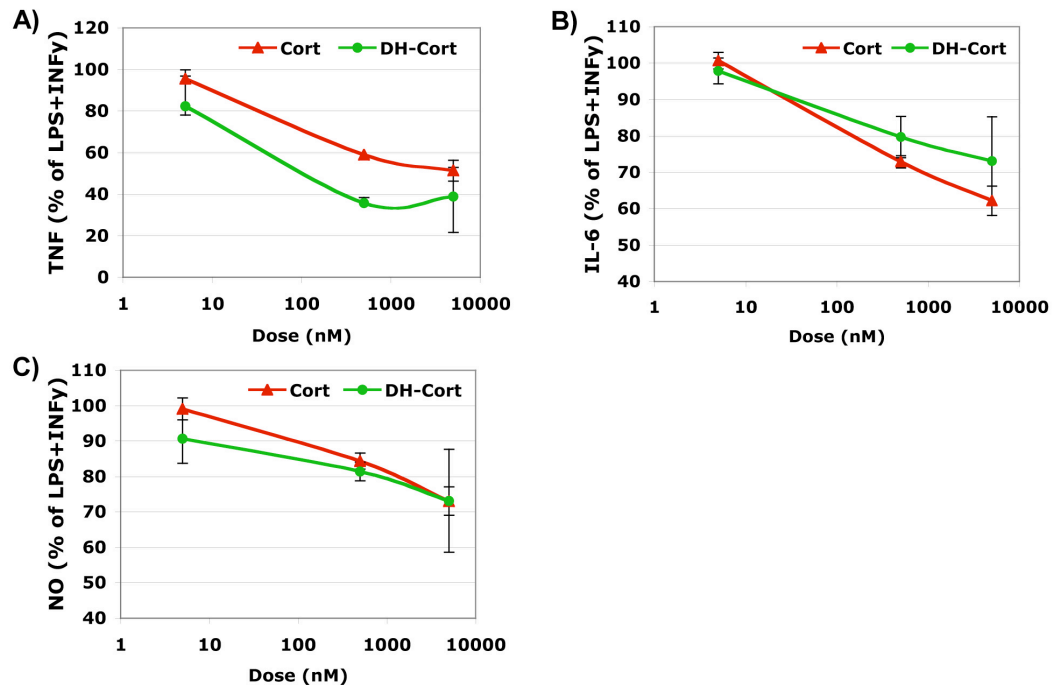 A)
TNF (% of LPS+INFy)
Cort DH-Cort
120
100
80
60
40
20
0
1 10 100 1000 10000
Dose (nM)
B)
IL-6 (% of LPS+INFy)
Cort DH-Cort
110
100
90
80
70
60
50
40
1 10 100 1000 10000
Dose (nM)
C)
NO (% of LPS+INFy)
Cort DH-Cort
110
100
90
80
70
60
50
40
1 10 100 1000 10000
Dose (nM)